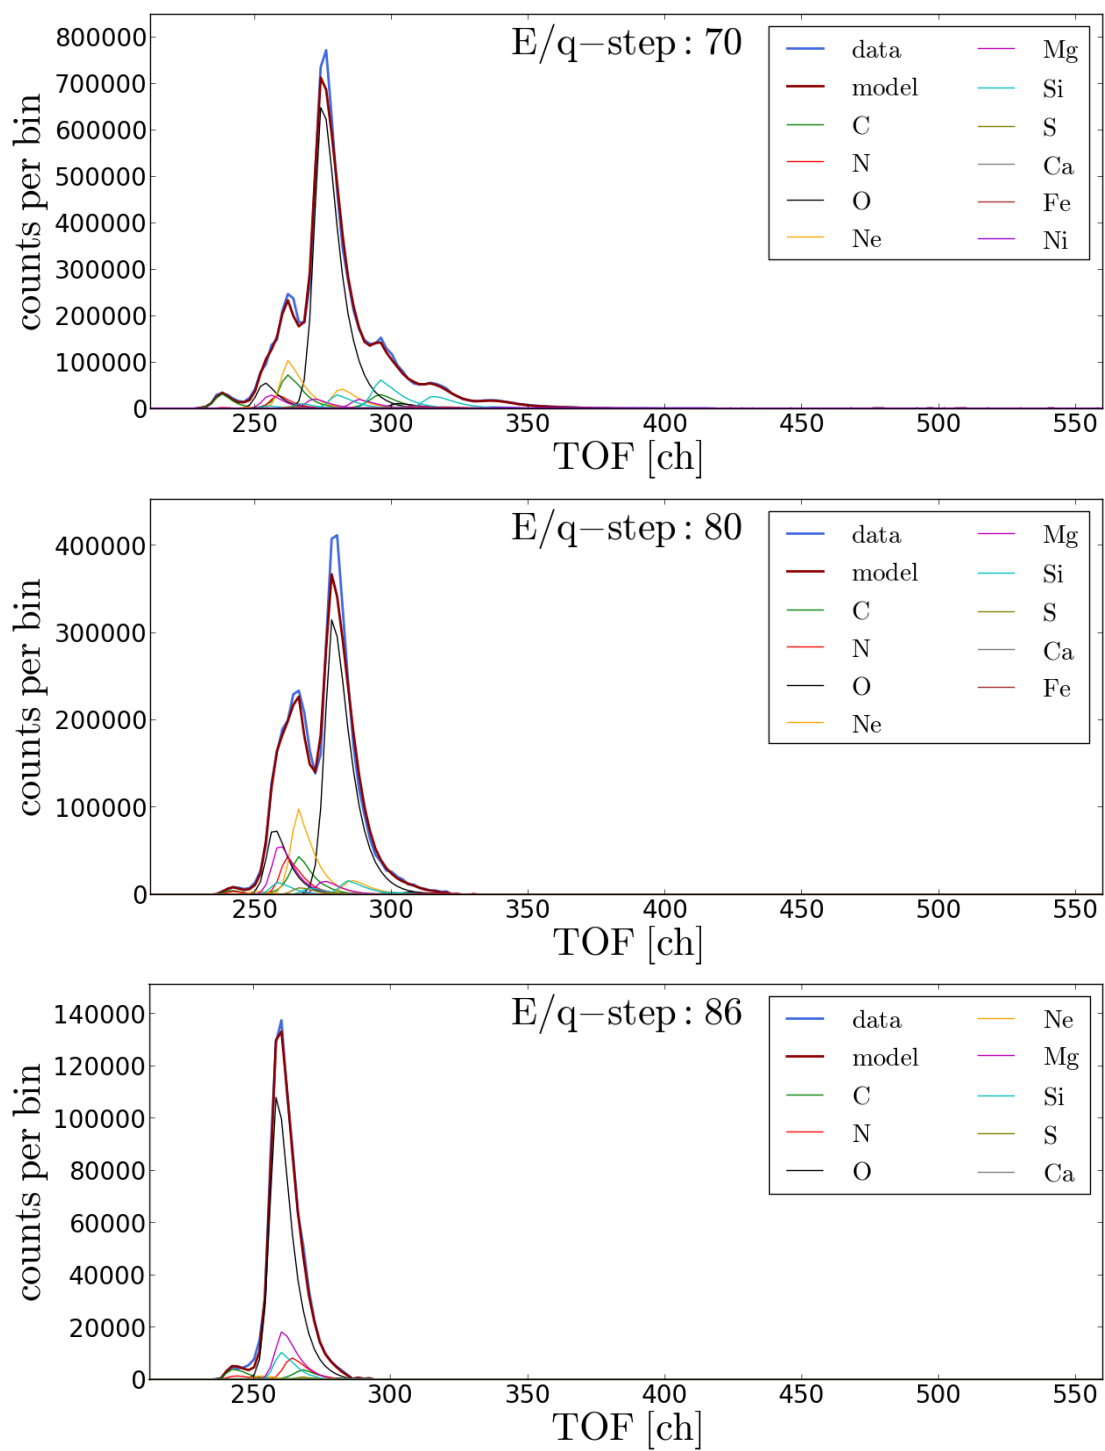 E/q−step: 70
counts per bin
800000
700000
600000
500000
400000
300000
200000
100000
0
data
model
C
N
O
Ne
Mg
Si
S
Ca
Fe
Ni
250 300 350 400 450 500 550
TOF [ch]
E/q−step: 80
counts per bin
400000
300000
200000
100000
0
data
model
C
N
O
Ne
Mg
Si
S
Ca
Fe
250 300 350 400 450 500 550
TOF [ch]
E/q−step: 86
counts per bin
140000
120000
100000
80000
60000
40000
20000
0
data
model
C
N
O
Ne
Mg
Si
S
Ca
250 300 350 400 450 500 550
TOF [ch]